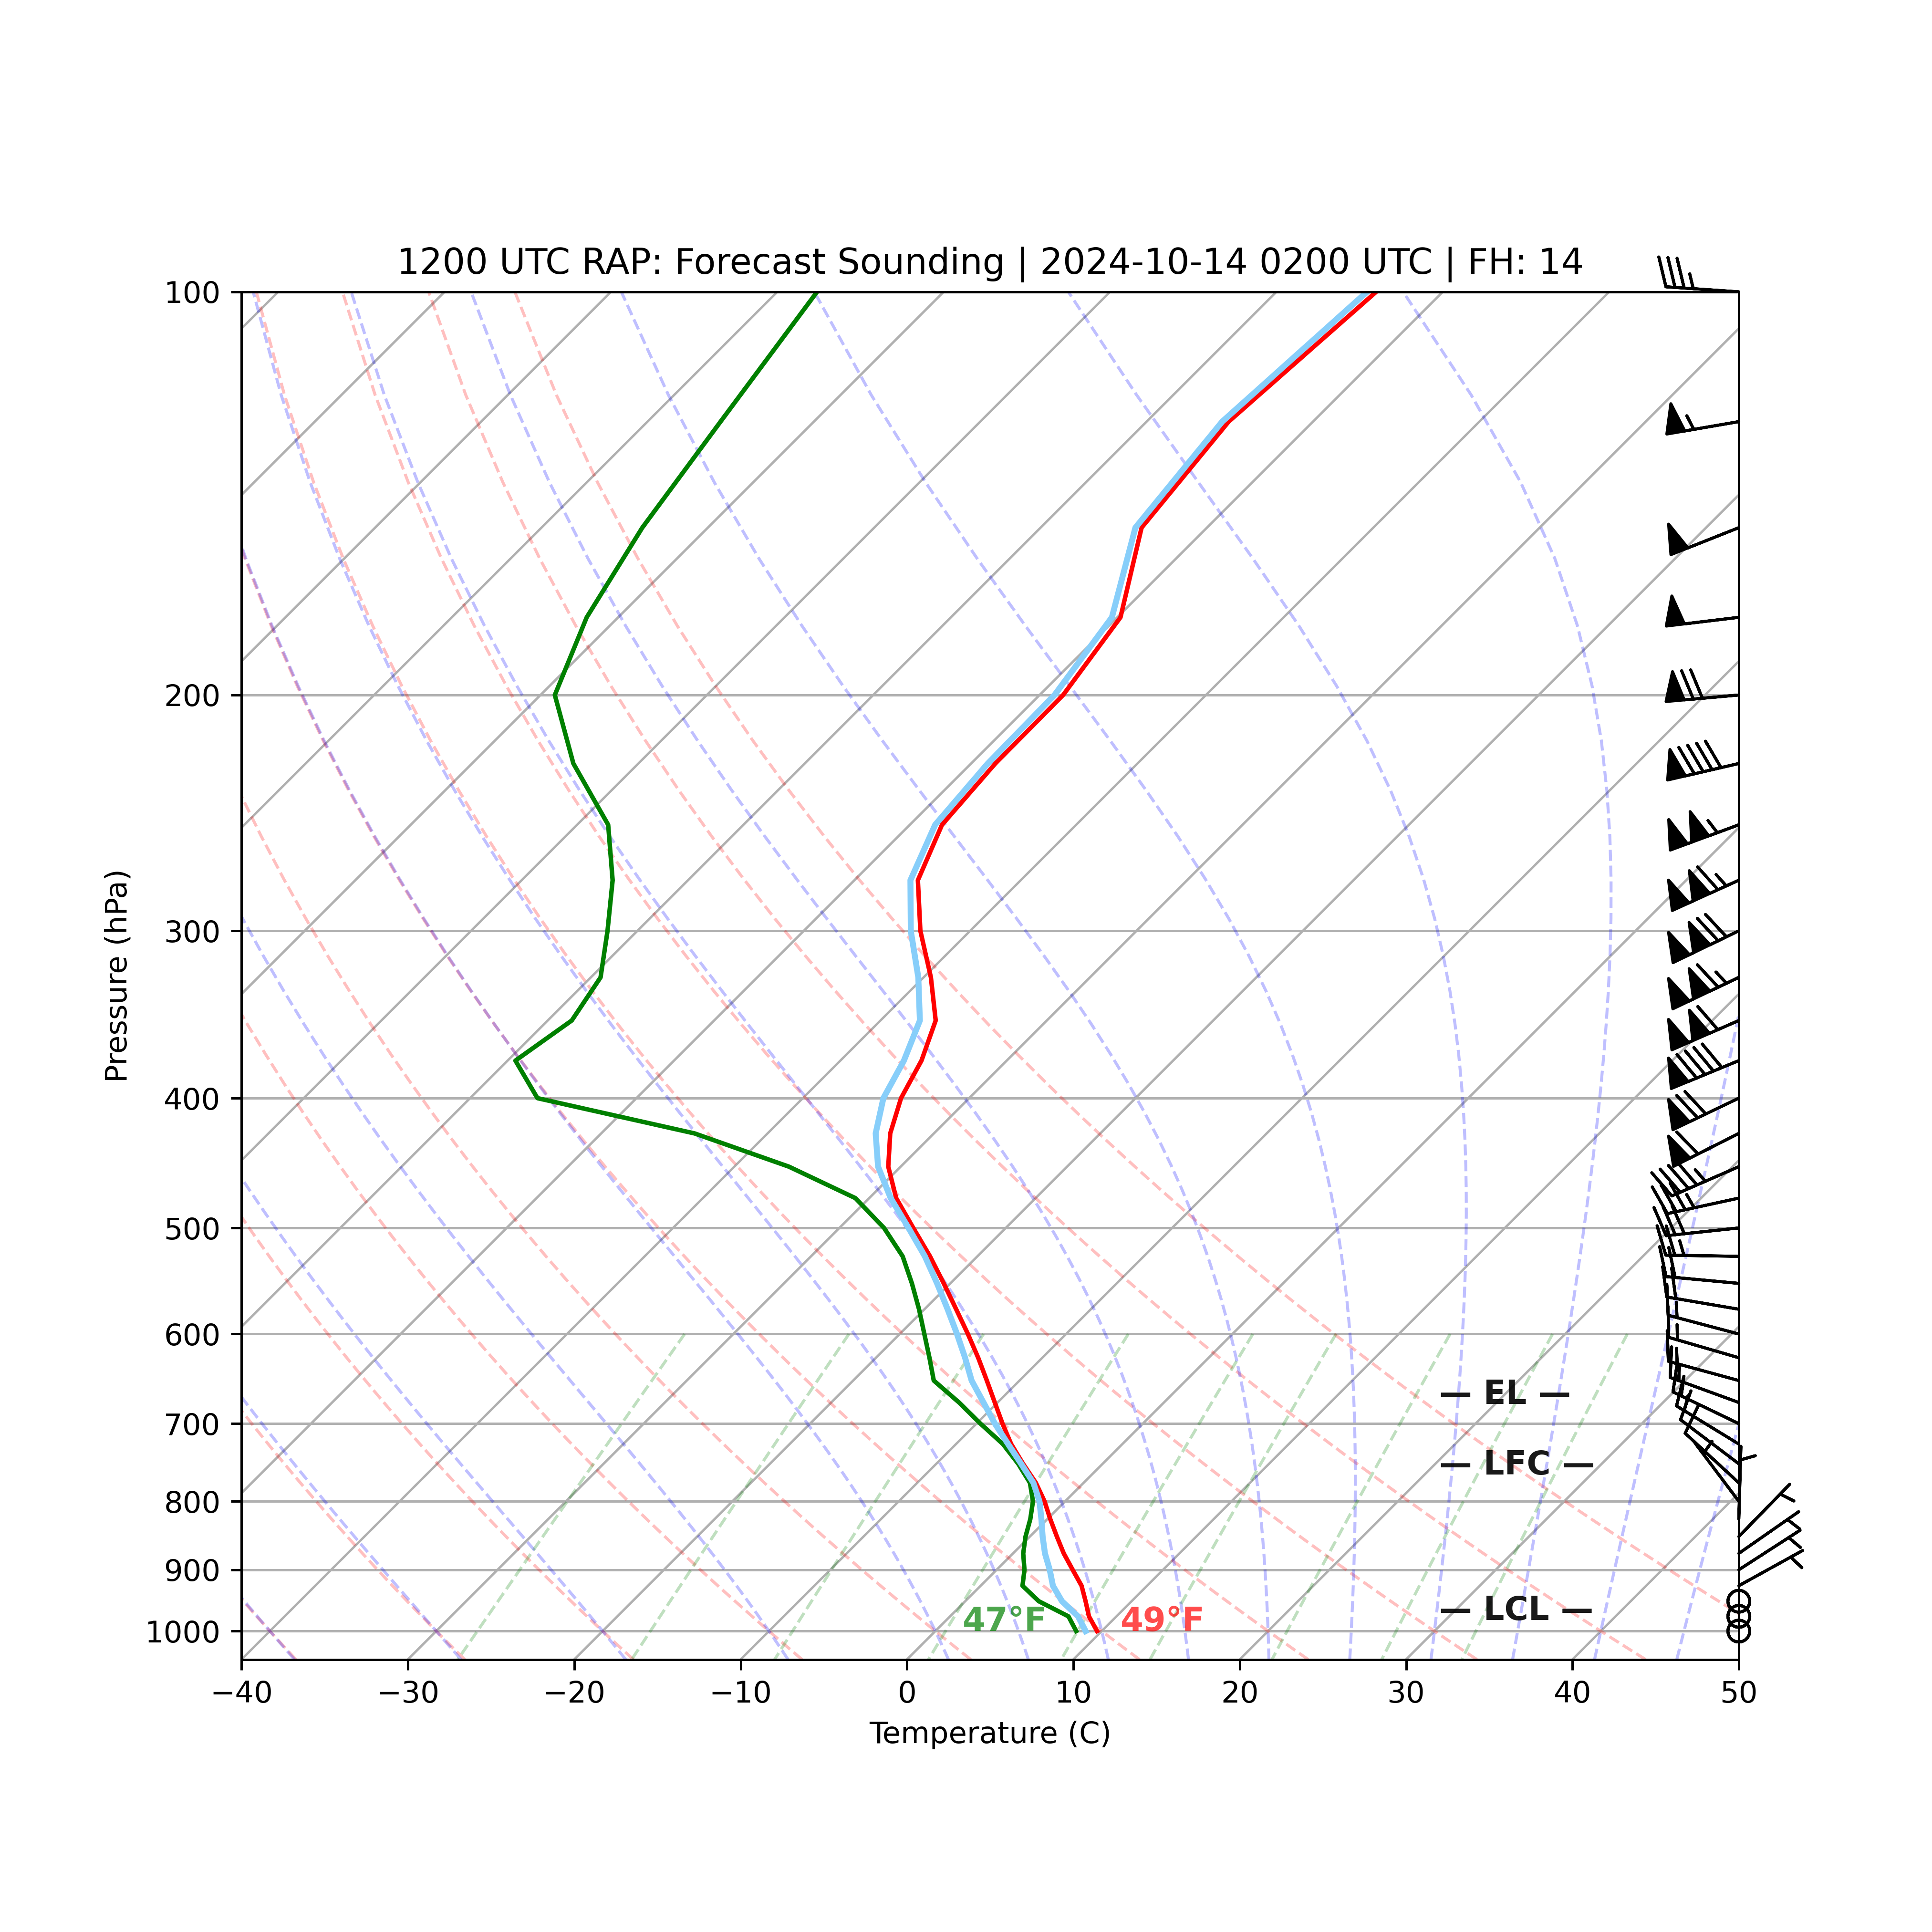 1200 UTC RAP: Forecast Sounding | 2024-10-14 0200 UTC | FH: 14
100
200
300
400
500
600
700
800
900
1000
Pressure (hPa)
— EL —
— LFC —
— LCL —
47°F
49°F
−40 −30 −20 −10 0 10 20 30 40 50
Temperature (C)